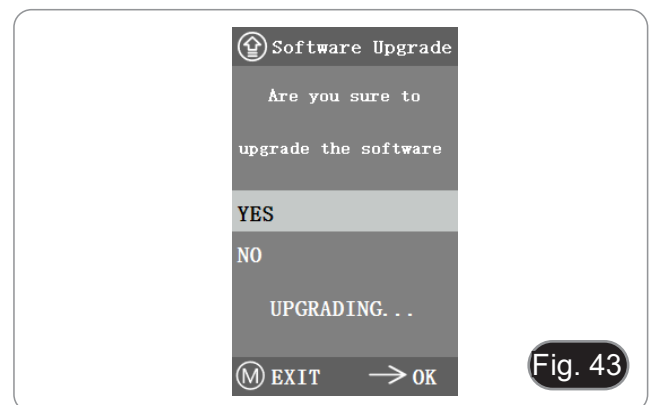 Software Upgrade
Are you sure to
upgrade the software
YES
NO
UPGRADING...
M EXIT → OK
Fig. 43